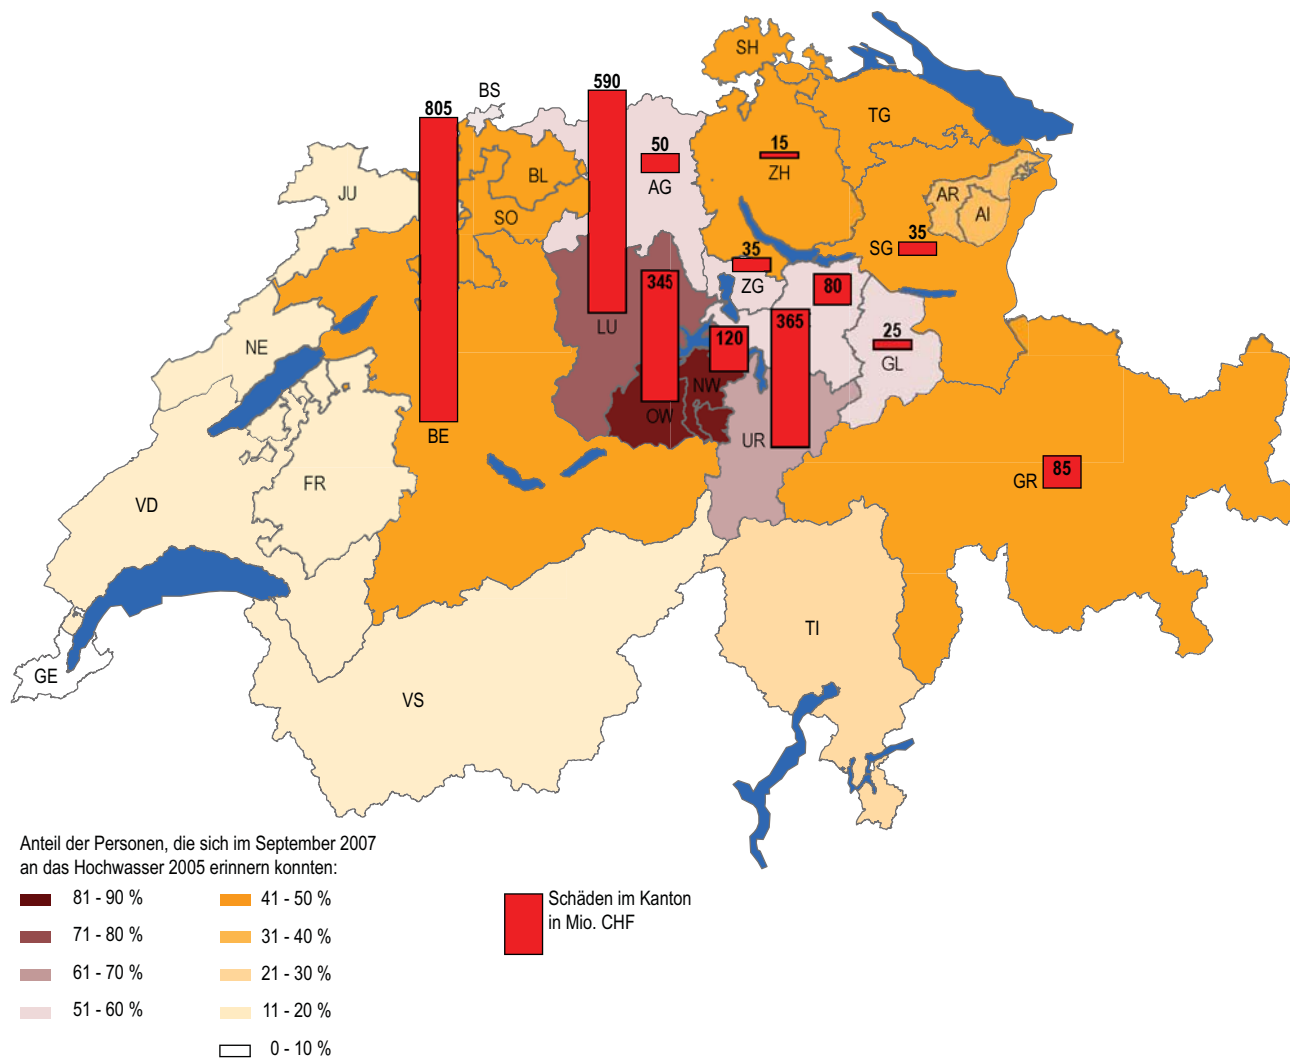 SH
BS
590
805
TG
50
15
BL
AG
ZH
JU
AR
AI
SO
SG
35
35
345
ZG
80
LU
365
120
25
NE
GL
NW
OW
BE
UR
85
GR
FR
VD
TI
GE
VS
Anteil der Personen, die sich im September 2007
an das Hochwasser 2005 erinnern konnten:
81 - 90 %
41 - 50 %
71 - 80 %
31 - 40 %
61 - 70 %
21 - 30 %
51 - 60 %
11 - 20 %
0 - 10 %
Schäden im Kanton
in Mio. CHF